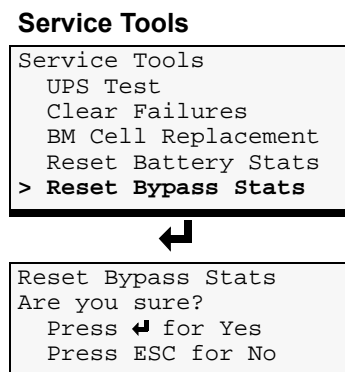 Service Tools
Service Tools
UPS Test
Clear Failures
BM Cell Replacement
Reset Battery Stats
> Reset Bypass Stats
↵
Reset Bypass Stats
Are you sure?
Press ↵ for Yes
Press ESC for No